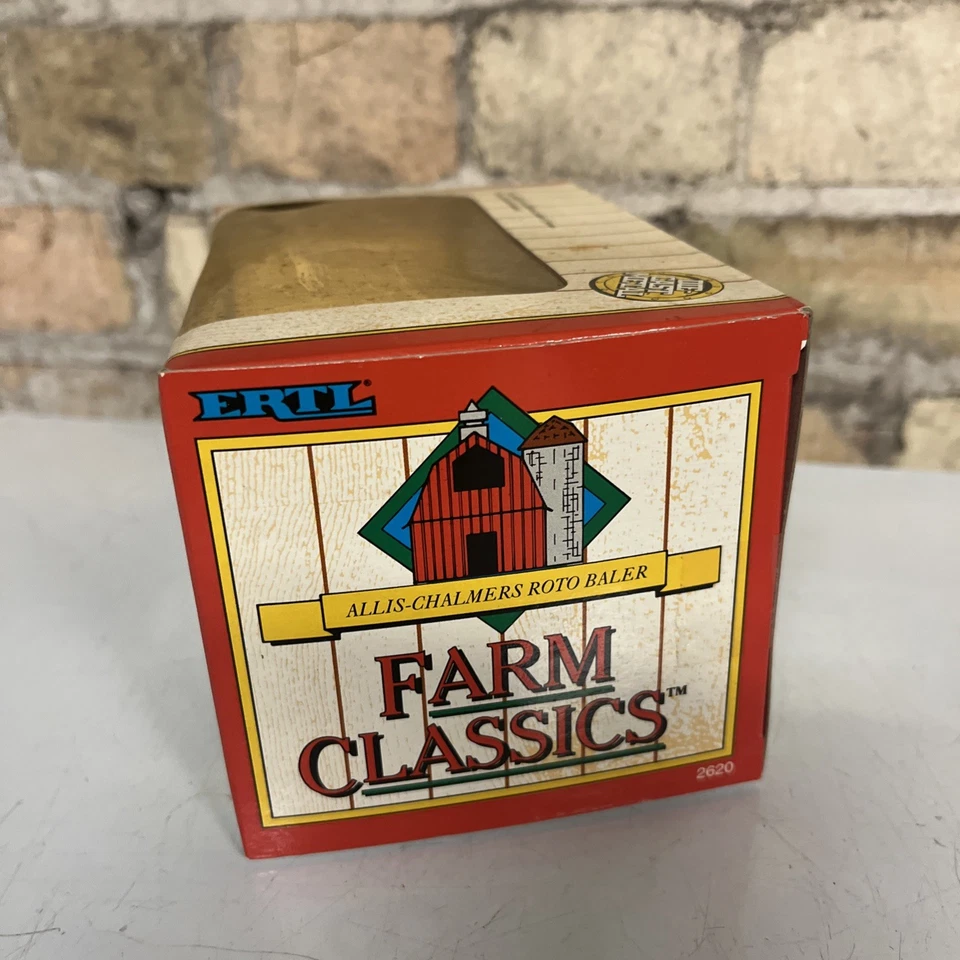 ERTL®
ALLIS-CHALMERS ROTO BALER
FARM
CLASSICS™
2620